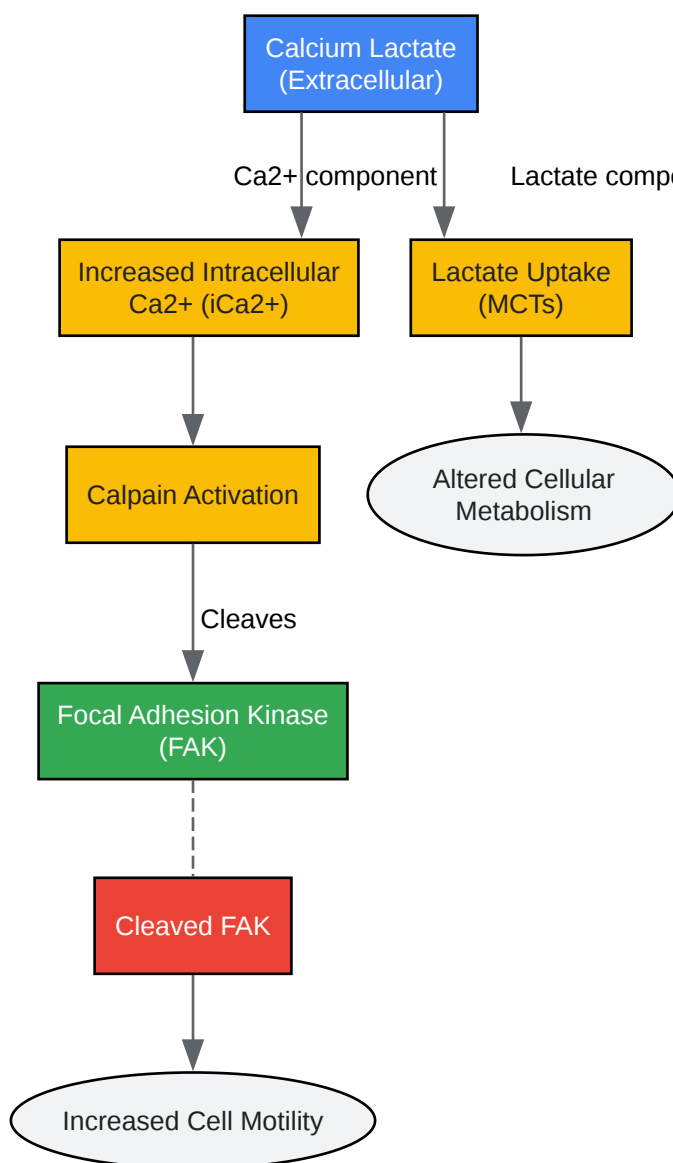 Calcium Lactate
(Extracellular)
Ca2+ component
Lactate compo
Increased Intracellular
Ca2+ (iCa2+)
Lactate Uptake
(MCTs)
Calpain Activation
Altered Cellular
Metabolism
Cleaves
Focal Adhesion Kinase
(FAK)
Cleaved FAK
Increased Cell Motility